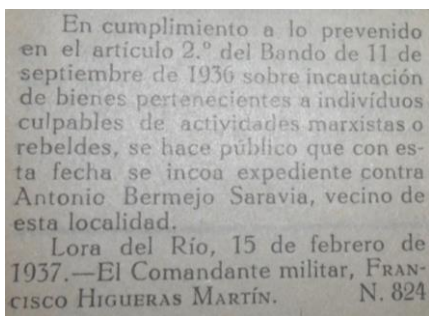 En cumplimiento a lo prevenido
en el artículo 2.º del Bando de 11 de
septiembre de 1936 sobre incautación
de bienes pertenecientes a indivíduos
culpables de actividades marxistas o
rebeldes, se hace público que con es-
ta fecha se incoa expediente contra
Antonio Bermejo Saravia, vecino de
esta localidad.
Lora del Río, 15 de febrero de
1937.—El Comandante militar, FRAN-
CISCO HIGUERAS MARTÍN. N. 824